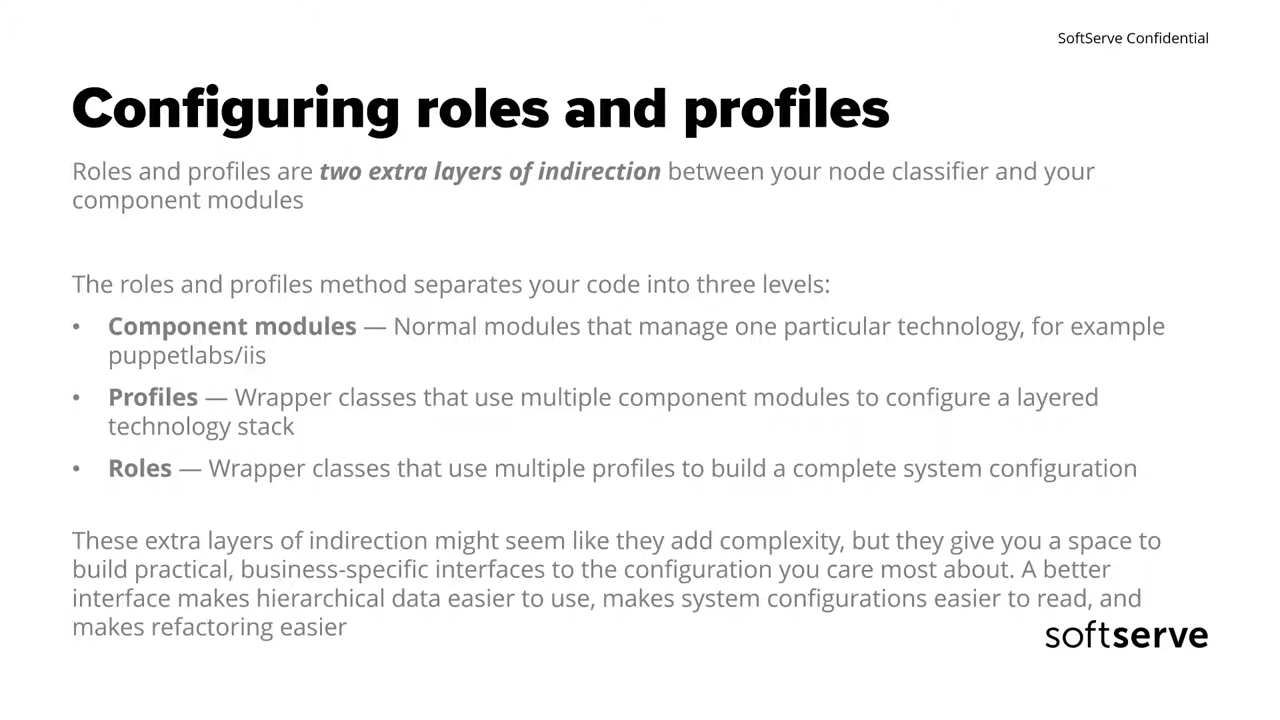 SoftServe Confidential
Configuring roles and profiles
Roles and profiles are two extra layers of indirection between your node classifier and your
component modules
The roles and profiles method separates your code into three levels:
• Component modules — Normal modules that manage one particular technology, for example
puppetlabs/iis
• Profiles — Wrapper classes that use multiple component modules to configure a layered
technology stack
• Roles — Wrapper classes that use multiple profiles to build a complete system configuration
These extra layers of indirection might seem like they add complexity, but they give you a space to
build practical, business-specific interfaces to the configuration you care most about. A better
interface makes hierarchical data easier to use, makes system configurations easier to read, and
makes refactoring easier
softserve